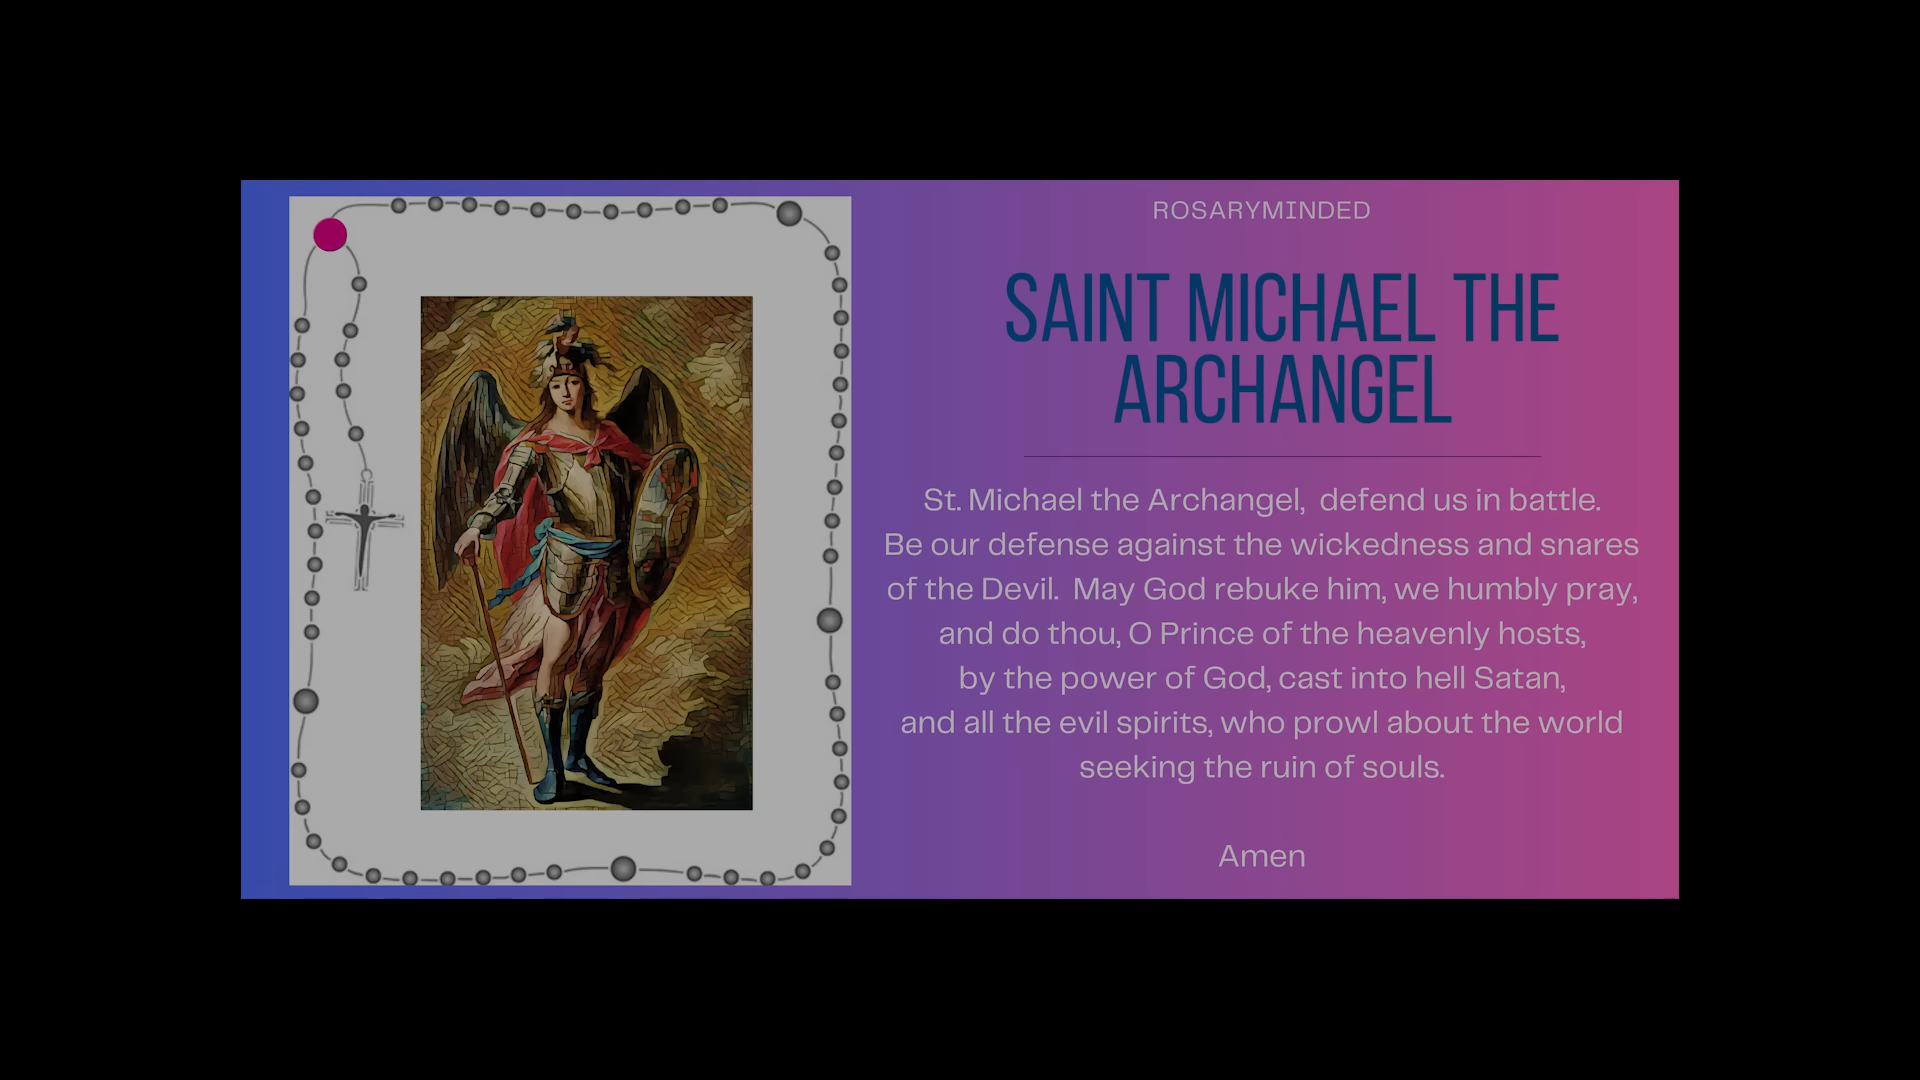 ROSARYMINDED
SAINT MICHAEL THE
ARCHANGEL
St. Michael the Archangel,  defend us in battle.
Be our defense against the wickedness and snares
of the Devil.  May God rebuke him, we humbly pray,
and do thou, O Prince of the heavenly hosts,
by the power of God, cast into hell Satan,
and all the evil spirits, who prowl about the world
seeking the ruin of souls.
Amen